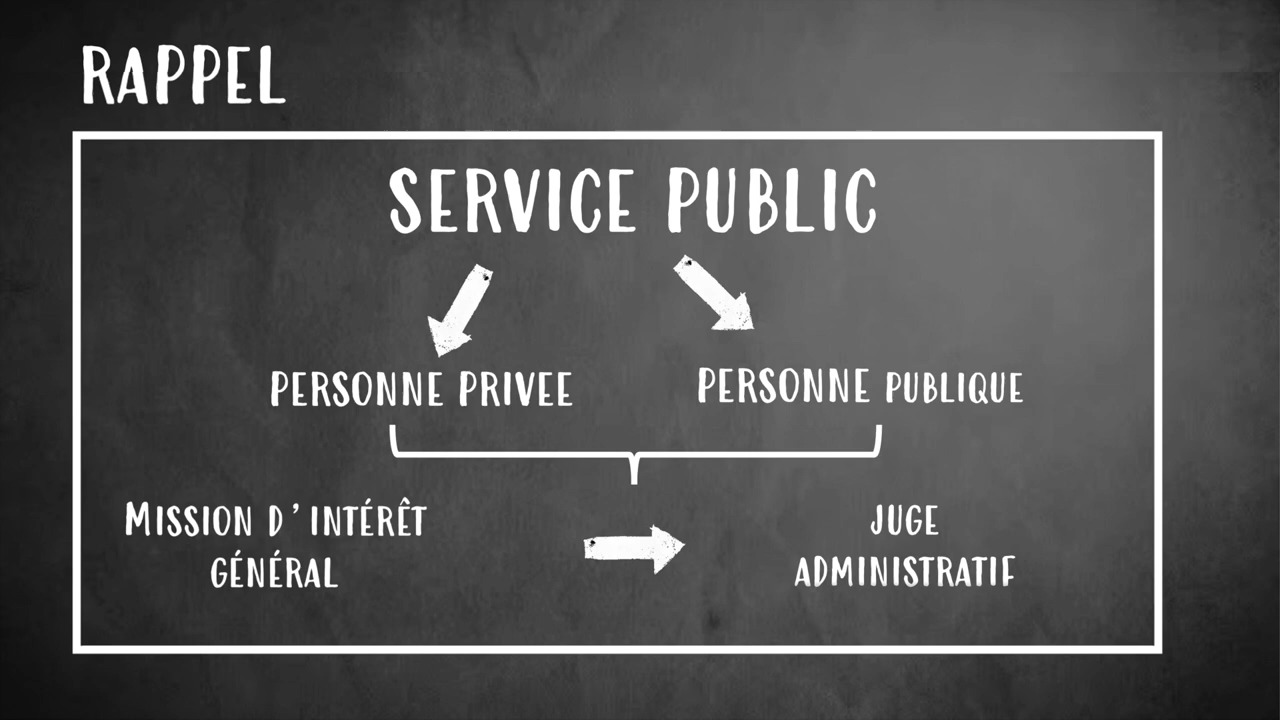 RAPPEL
SERVICE PUBLIC
PERSONNE PRIVEE
PERSONNE PUBLIQUE
MISSION D'INTÉRÊT
GÉNÉRAL
JUGE
ADMINISTRATIF